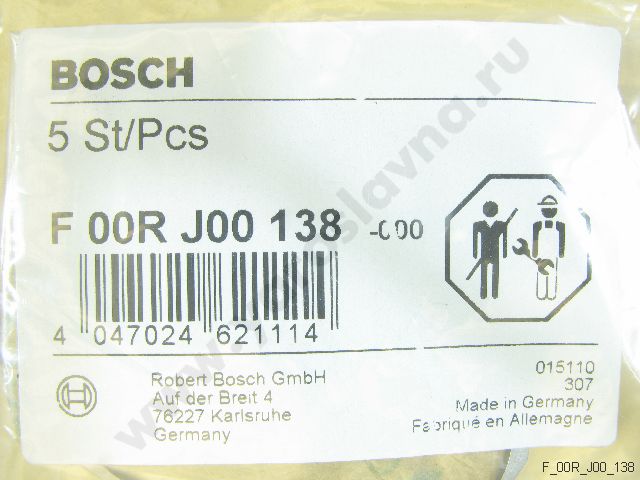 BOSCH
5 St/Pcs
F 00R J00 138 -000
4 047024 621114
Robert Bosch GmbH
Auf der Breit 4
76227 Karlsruhe
Germany
015110
307
Made in Germany
Fabriqué en Allemagne
F_00R_J00_138